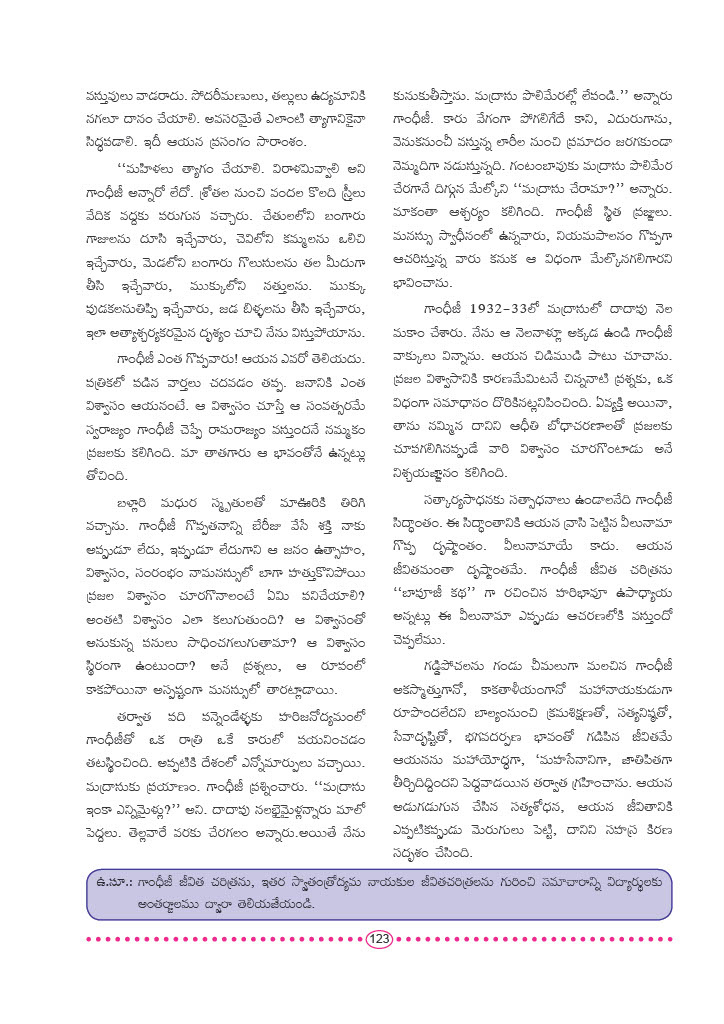 వస్తువులు వాడరాదు. సోదరీమణులు, తల్లులు ఉద్యమానికి
నగలూ దానం చేయాలి. అవసరమైతే ఎలాంటి త్యాగానికైనా
సిద్ధపడాలి. ఇదీ ఆయన ప్రసంగం సారాంశం.
‘‘మహిళలు త్యాగం చేయాలి. విరాళమివ్వాలి అని
గాంధీజీ అన్నారో లేదో. శ్రోతల నుంచి వందల కొలది స్త్రీలు
వేదిక వద్దకు పరుగున వచ్చారు. చేతులలోని బంగారు
గాజులను దూసి ఇచ్చేవారు, చెవిలోని కమ్మలను ఒలిచి
ఇచ్చేవారు, మెడలోని బంగారు గొలుసులను తల మీదుగా
తీసి ఇచ్చేవారు, ముక్కులోని నత్తులను. ముక్కు
పుడకలనుతిప్పి ఇచ్చేవారు, జడ బిళ్ళలను తీసి ఇచ్చేవారు,
ఇలా అత్యాశ్చర్యకరమైన దృశ్యం చూచి నేను విస్తుపోయాను.
గాంధీజీ ఎంత గొప్పవారు! ఆయన ఎవరో తెలియదు.
పత్రికలో పడిన వార్తలు చదవడం తప్ప. జనానికి ఎంత
విశ్వాసం ఆయనంటే. ఆ విశ్వాసం చూస్తే ఆ సంవత్సరమే
స్వరాజ్యం గాంధీజీ చెప్పే రామరాజ్యం వస్తుందనే నమ్మకం
ప్రజలకు కలిగింది. మా తాతగారు ఆ భావంతోనే ఉన్నట్లు
తోచింది.
బళ్లారి మధుర స్మృతులతో మాఊరికి తిరిగి
వచ్చాను. గాంధీజీ గొప్పతనాన్ని బేరీజు వేసే శక్తి నాకు
అప్పుడూ లేదు, ఇప్పుడూ లేదుగాని ఆ జనం ఉత్సాహం,
విశ్వాసం, సంరంభం నామనస్సులో బాగా హత్తుకొనిపోయి
ప్రజల విశ్వాసం చూరగొనాలంటే ఏమి పనిచేయాలి?
అంతటి విశ్వాసం ఎలా కలుగుతుంది? ఆ విశ్వాసంతో
అనుకున్న పనులు సాధించగలుగుతామా? ఆ విశ్వాసం
స్థిరంగా ఉంటుందా? అనే ప్రశ్నలు, ఆ రూపంలో
కాకపోయినా అస్పష్టంగా మనస్సులో తారట్లాడాయి.
తర్వాత పది పన్నెండేళ్ళకు హరిజనోద్యమంలో
గాంధీజీతో ఒక రాత్రి ఒకే కారులో పయనించడం
తటస్థించింది. అప్పటికి దేశంలో ఎన్నోమార్పులు వచ్చాయి.
మద్రాసుకు ప్రయాణం. గాంధీజీ ప్రశ్నించారు. ‘‘మద్రాసు
ఇంకా ఎన్నిమైళ్లు?’’ అని. దాదాపు నలభైమైళ్లన్నారు మాలో
పెద్దలు. తెల్లవారే వరకు చేరగలం అన్నారు.అయితే నేను
కునుకుతీస్తాను. మద్రాసు పొలిమేరల్లో లేపండి.’’ అన్నారు
గాంధీజీ. కారు వేగంగా పోగలిగేదే కాని, ఎదురుగాను,
వెనుకనుంచీ వస్తున్న లారీల నుంచి ప్రమాదం జరగకుండా
నెమ్మదిగా నడుస్తున్నది. గంటంబావుకు మద్రాసు పొలిమేర
చేరగానే దిగ్గున మేల్కొని ‘‘మద్రాసు చేరామా?’’ అన్నారు.
మాకంతా ఆశ్చర్యం కలిగింది. గాంధీజీ స్థిత ప్రజ్ఞులు.
మనస్సు స్వాధీనంలో ఉన్నవారు, నియమపాలనం గొప్పగా
ఆచరిస్తున్న వారు కనుక ఆ విధంగా మేల్కొనగలిగారని
భావించాను.
గాంధీజీ 1932-33లో మద్రాసులో దాదాపు నెల
మకాం చేశారు. నేను ఆ నెలనాళ్లూ అక్కడ ఉండి గాంధీజీ
వాక్కులు విన్నాను. ఆయన చిడిముడి పాటు చూచాను.
ప్రజల విశ్వాసానికి కారణమేమిటనే చిన్ననాటి ప్రశ్నకు, ఒక
విధంగా సమాధానం దొరికినట్లనిపించింది. ఏవ్యక్తి అయినా,
తాను నమ్మిన దానిని ఆధీతి బోధాచరణాలతో ప్రజలకు
చూపగలిగినప్పుడే వారి విశ్వాసం చూరగొంటాడు అనే
నిశ్చయజ్ఞానం కలిగింది.
సత్కార్యసాధనకు సత్సాధనాలు ఉండాలనేది గాంధీజీ
సిద్ధాంతం. ఈ సిద్ధాంతానికి ఆయన వ్రాసి పెట్టిన వీలునామా
గొప్ప దృష్టాంతం. వీలునామాయే కాదు. ఆయన
జీవితమంతా దృష్టాంతమే. గాంధీజీ జీవిత చరిత్రను
‘‘బాపూజీ కథ’’ గా రచించిన హరిభావూ ఉపాధ్యాయ
అన్నట్లు ఈ వీలునామా ఎప్పుడు ఆచరణలోకి వస్తుందో
చెప్పలేము.
గడ్డిపోచలను గండు చీమలుగా మలచిన గాంధీజీ
ఆకస్మాత్తుగానో, కాకతాళీయంగానో మహానాయకుడుగా
రూపొందలేదని బాల్యంనుంచి క్రమశిక్షణతో, సత్యనిష్ఠతో,
సేవాదృష్టితో, భగవదర్పణ భావంతో గడిపిన జీవితమే
ఆయనను మహాయోద్ధగా, ‘మహాసేనానిగా, జాతిపితగా
తీర్చిదిద్దిందని పెద్దవాడయిన తర్వాత గ్రహించాను. ఆయన
అడుగడుగున చేసిన సత్యశోధన, ఆయన జీవితానికి
ఎప్పటికప్పుడు మెరుగులు పెట్టి, దానిని సహస్ర కిరణ
సదృశం చేసింది.
ఉ.సూ.: గాంధీజీ జీవిత చరిత్రను, ఇతర స్వాతంత్రోద్యమ నాయకుల జీవితచరిత్రలను గురించి సమాచారాన్ని విద్యార్థులకు
అంతర్జాలము ద్వారా తెలియజేయండి.
123